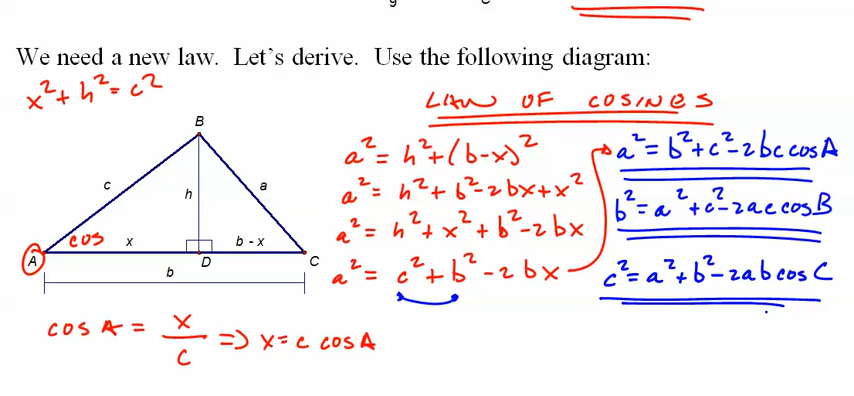 We need a new law. Let's derive. Use the following diagram:
x² + h² = c²
LAW OF COSINES
B
c
h
a
A
cos
x
D
b - x
C
b
a² = h² + (b-x)²
a² = h² + b² - 2bx + x²
a² = h² + x² + b² - 2bx
a² = c² + b² - 2bx
a² = b² + c² - 2bc cos A
b² = a² + c² - 2ac cos B
c² = a² + b² - 2ab cos C
cos A = x/c => x = c cos A